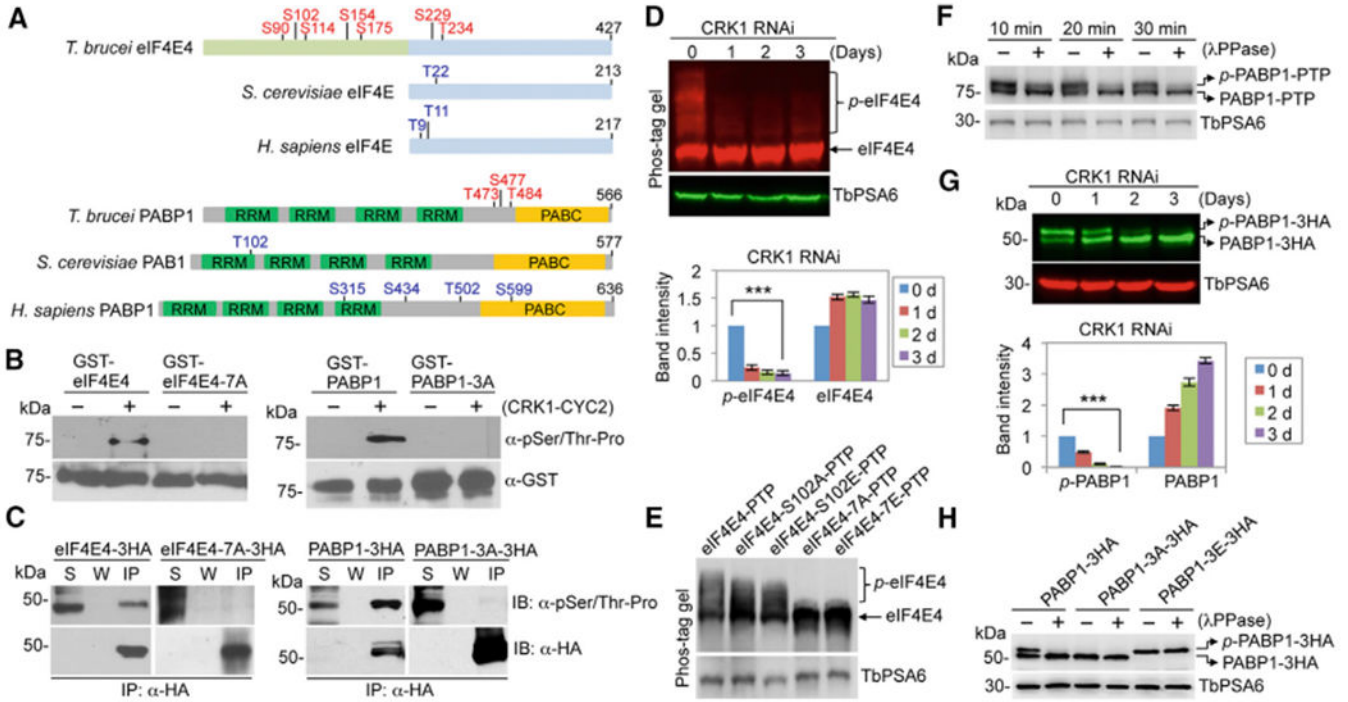 A
S102 S154 S229
S90 S114 S175 T234
427
T. brucei eIF4E4
T22
213
S. cerevisiae eIF4E
T11
T9
217
H. sapiens eIF4E
S477
T473 T484
566
T. brucei PABP1 RRM RRM RRM RRM PABC
T102
577
S. cerevisiae PAB1 RRM RRM RRM RRM PABC
S315 S434 T502 S599
636
H. sapiens PABP1 RRM RRM RRM RRM PABC
B
GST- GST- GST- GST-
eIF4E4 eIF4E4-7A PABP1 PABP1-3A
kDa − + − + kDa − + − + (CRK1-CYC2)
75- 75- α-pSer/Thr-Pro
75- 75- α-GST
C
eIF4E4-3HA eIF4E4-7A-3HA PABP1-3HA PABP1-3A-3HA
kDa S W IP S W IP kDa S W IP S W IP
50- 50- IB: α-pSer/Thr-Pro
50- 50- IB: α-HA
IP: α-HA IP: α-HA
D
CRK1 RNAi
0 1 2 3 (Days)
Phos-tag gel
p-eIF4E4
eIF4E4
TbPSA6
CRK1 RNAi
Band intensity
2
1.5
1
0.5
0
***
p-eIF4E4 eIF4E4
0 d
1 d
2 d
3 d
E
eIF4E4-PTP
eIF4E4-S102A-PTP
eIF4E4-S102E-PTP
eIF4E4-7A-PTP
eIF4E4-7E-PTP
Phos-tag gel
p-eIF4E4
eIF4E4
TbPSA6
F
10 min 20 min 30 min
kDa − + − + − + (λPPase)
75- p-PABP1-PTP
PABP1-PTP
30- TbPSA6
G
CRK1 RNAi
kDa 0 1 2 3 (Days)
p-PABP1-3HA
50- PABP1-3HA
30- TbPSA6
CRK1 RNAi
Band intensity
4
3
2
1
0
***
p-PABP1 PABP1
0 d
1 d
2 d
3 d
H
PABP1-3HA
PABP1-3A-3HA
PABP1-3E-3HA
− + − + − + (λPPase)
kDa
p-PABP1-3HA
50- PABP1-3HA
30- TbPSA6